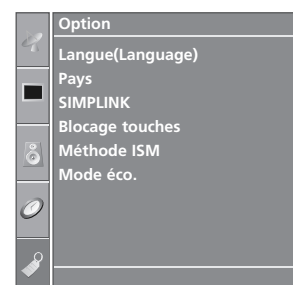 Option
Langue(Language)
Pays
SIMPLINK
Blocage touches
Méthode ISM
Mode éco.